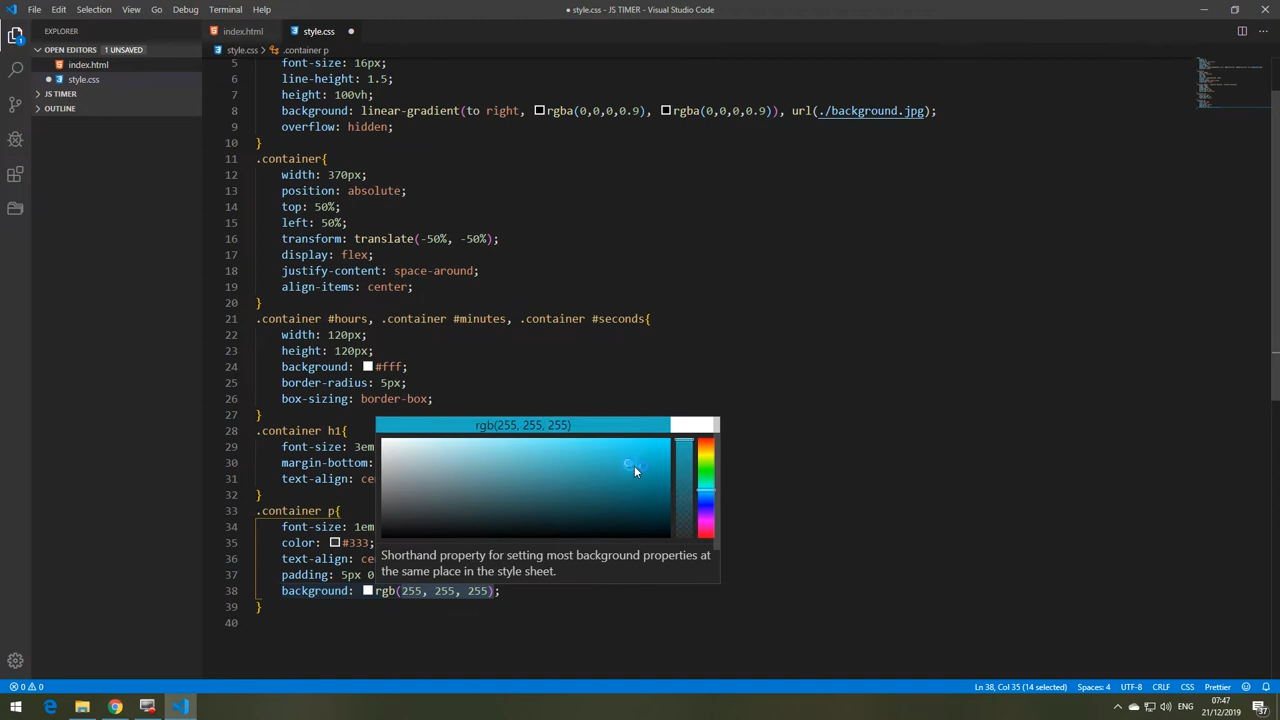 File Edit Selection View Go Debug Terminal Help
● style.css - JS TIMER - Visual Studio Code
EXPLORER
OPEN EDITORS 1 UNSAVED
index.html
style.css
JS TIMER
OUTLINE
1
index.html style.css
style.css > .container p
5 font-size: 16px;
6 line-height: 1.5;
7 height: 100vh;
8 background: linear-gradient(to right, rgba(0,0,0,0.9), rgba(0,0,0,0.9)), url(./background.jpg);
9 overflow: hidden;
10 }
11 .container{
12 width: 370px;
13 position: absolute;
14 top: 50%;
15 left: 50%;
16 transform: translate(-50%, -50%);
17 display: flex;
18 justify-content: space-around;
19 align-items: center;
20 }
21 .container #hours, .container #minutes, .container #seconds{
22 width: 120px;
23 height: 120px;
24 background: #fff;
25 border-radius: 5px;
26 box-sizing: border-box;
27 }
28 .container h1{
29 font-size: 3em
30 margin-bottom:
31 text-align: ce
32 }
33 .container p{
34 font-size: 1em
35 color: #333;
36 text-align: ce
37 padding: 5px 0
38 background: rgb(255, 255, 255);
39 }
40
rgb(255, 255, 255)
Shorthand property for setting most background properties at
the same place in the style sheet.
0 0 Ln 38, Col 35 (14 selected) Spaces: 4 UTF-8 CRLF CSS Prettier
ENG 07:47
21/12/2019
37